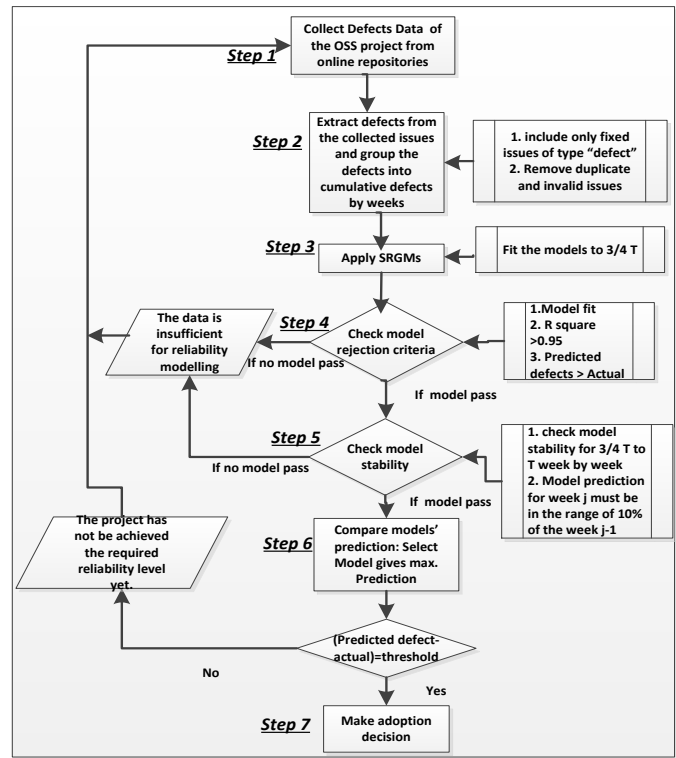 Step 1
Collect Defects Data of
the OSS project from
online repositories
Step 2
Extract defects from
the collected issues
and group the
defects into
cumulative defects
by weeks
1. include only fixed
issues of type “defect”
2. Remove duplicate
and invalid issues
Step 3
Apply SRGMs
Fit the models to 3/4 T
Step 4
Check model
rejection criteria
1.Model fit
2. R square
>0.95
3. Predicted
defects > Actual
The data is
insufficient
for reliability
modelling
If no model pass
If model pass
Step 5
Check model
stability
1. check model
stability for 3/4 T to
T week by week
2. Model prediction
for week j must be
in the range of 10%
of the week j-1
If no model pass
If model pass
Step 6
Compare models’
prediction: Select
Model gives max.
Prediction
The project has
not be achieved
the required
reliability level
yet.
(Predicted defect-
actual)=threshold
No
Yes
Step 7
Make adoption
decision